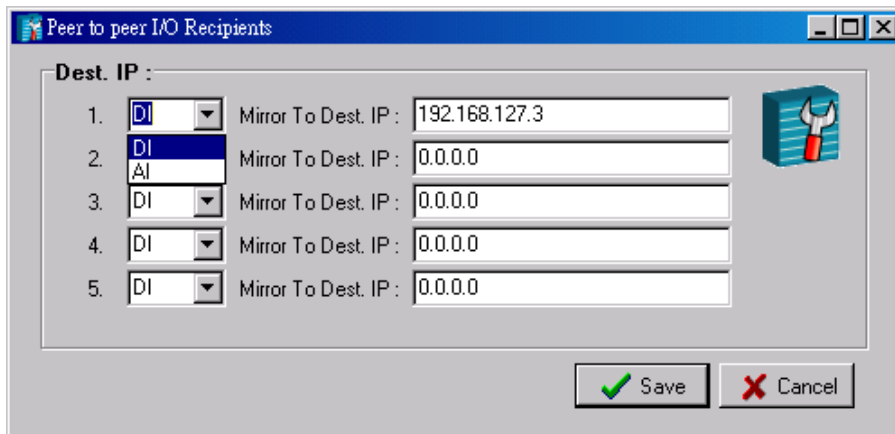 Peer to peer I/O Recipients
Dest. IP :
1. DI Mirror To Dest. IP : 192.168.127.3
DI
AI
2. Mirror To Dest. IP : 0.0.0.0
3. DI Mirror To Dest. IP : 0.0.0.0
4. DI Mirror To Dest. IP : 0.0.0.0
5. DI Mirror To Dest. IP : 0.0.0.0
Save Cancel